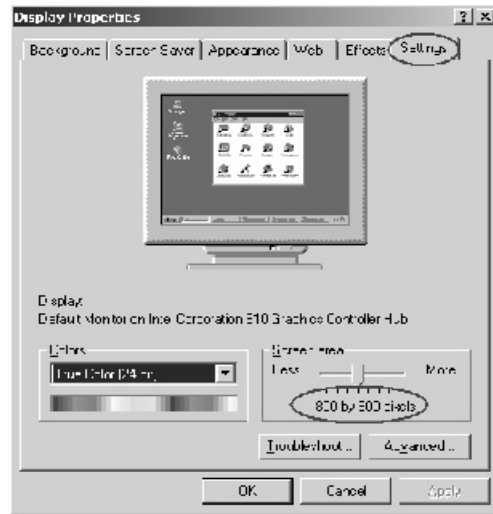 Display Properties
Background Screen Saver Appearance Web Effects Settings
Display:
Default Monitor on Intel Corporation 810 Graphics Controller Hub
Colors
True Color (24 bit)
Screen area
Less More
800 by 600 pixels
Troubleshoot... Advanced...
OK Cancel Apply